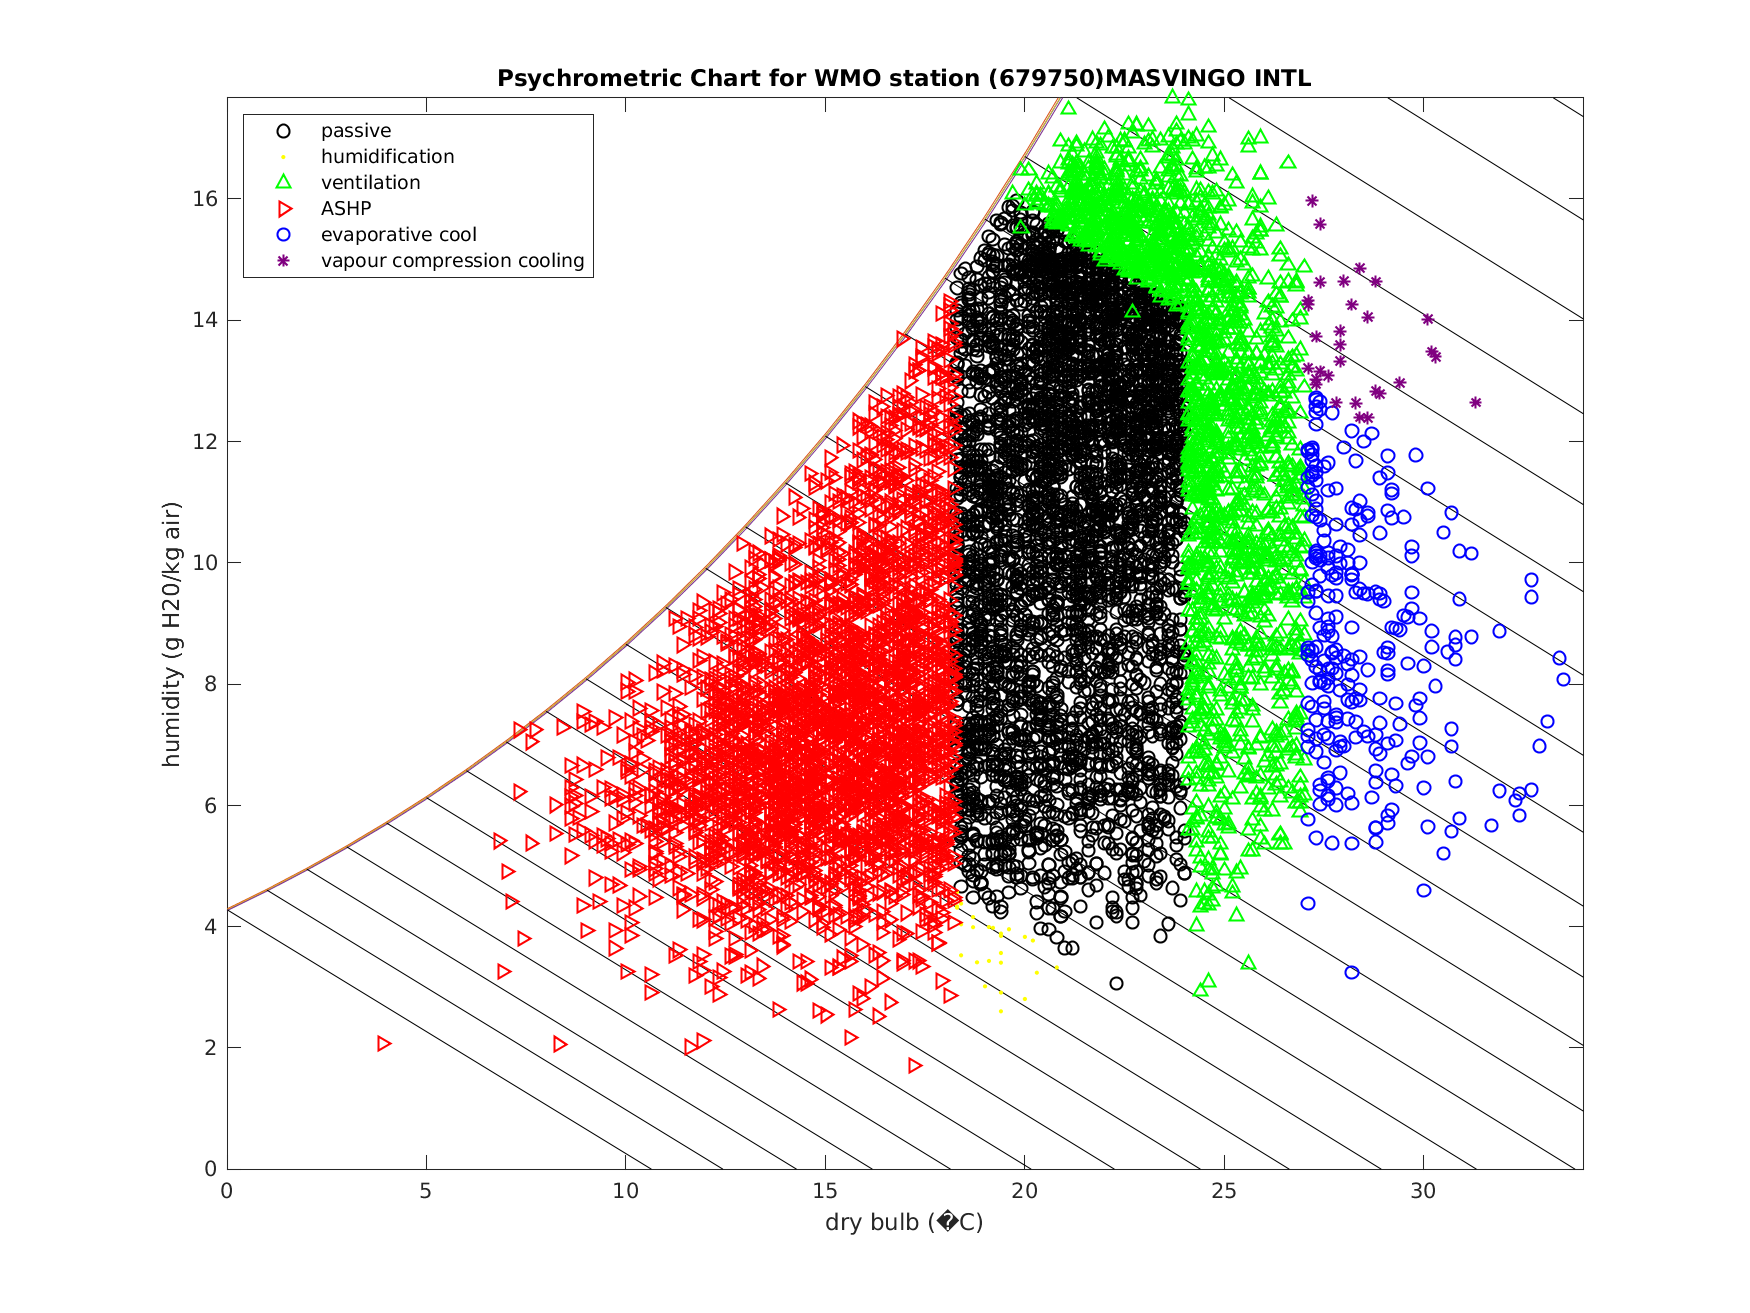 Psychrometric Chart for WMO station (679750)MASVINGO INTL
passive
humidification
ventilation
ASHP
evaporative cool
vapour compression cooling
humidity (g H20/kg air)
16
14
12
10
8
6
4
2
0
0 5 10 15 20 25 30
dry bulb (�C)